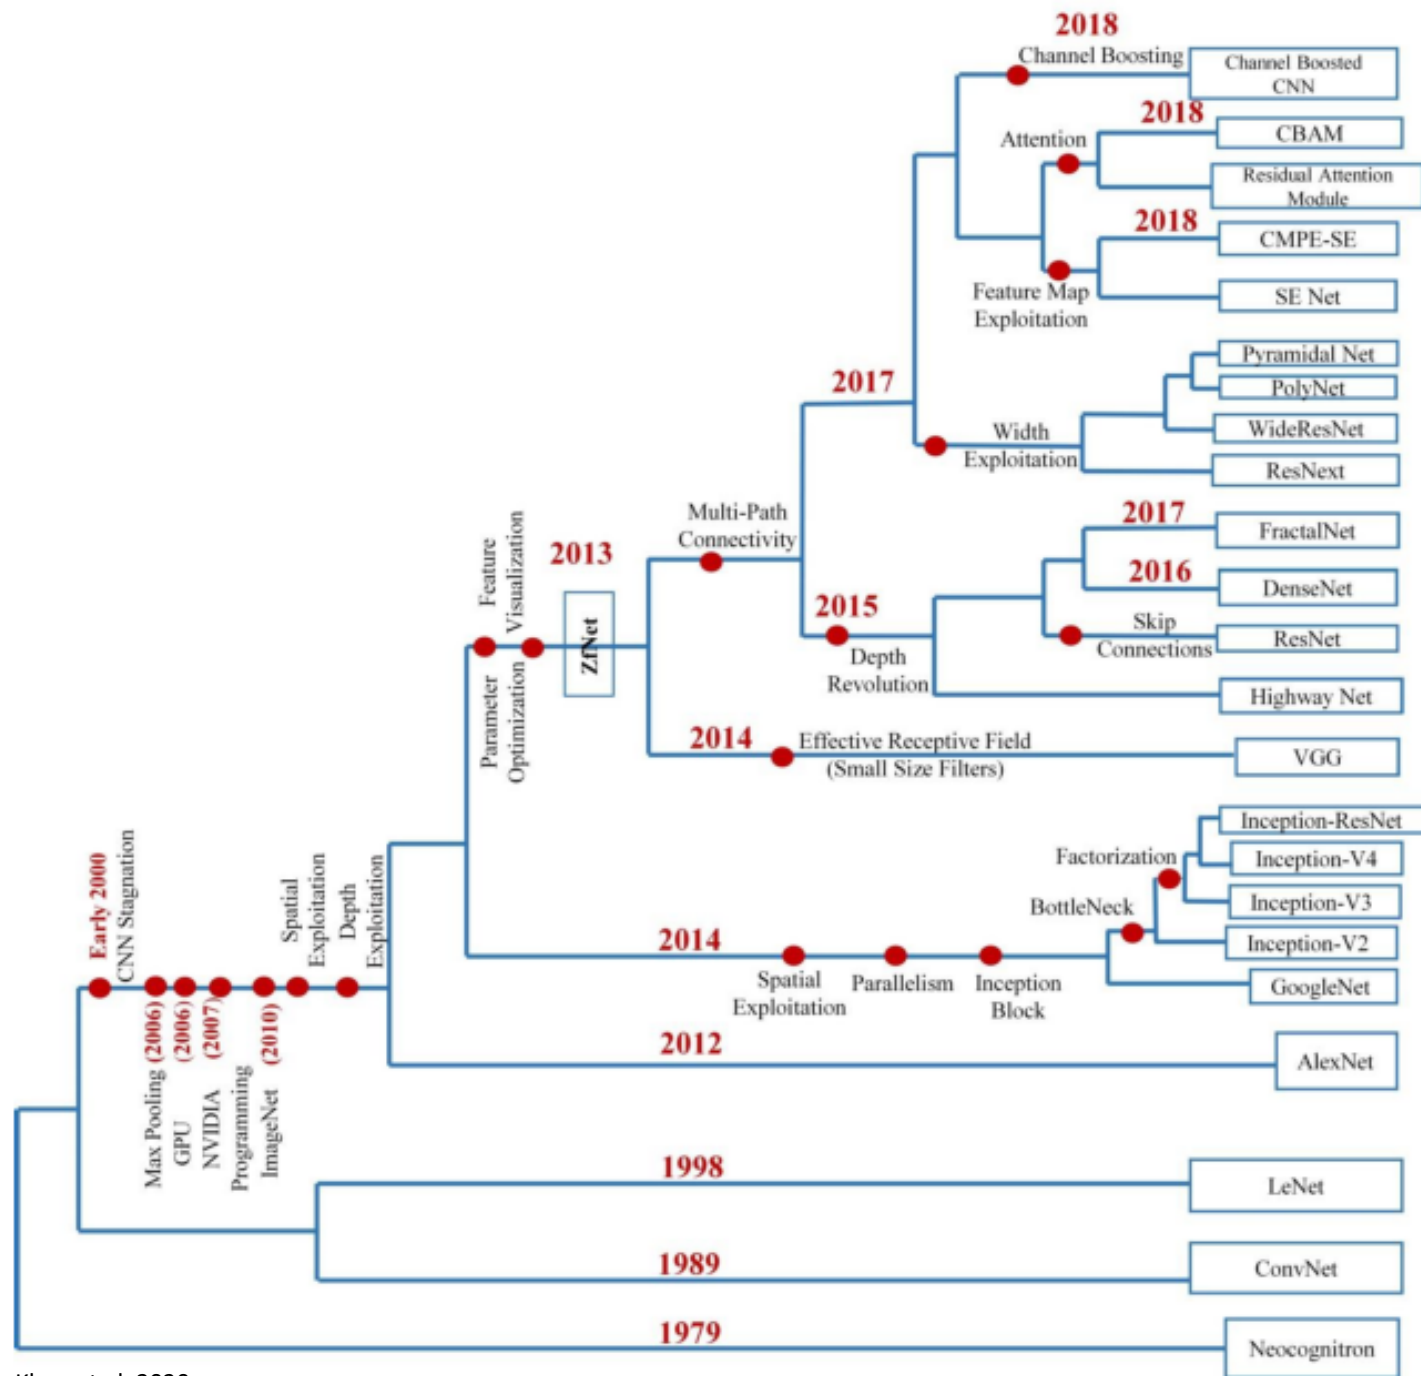 2018
Channel Boosting
Channel Boosted
CNN
2018
CBAM
Attention
Residual Attention
Module
2018
CMPE-SE
Feature Map
Exploitation
SE Net
Pyramidal Net
2017
PolyNet
Width
Exploitation
WideResNet
ResNext
Multi-Path
Connectivity
2017
FractalNet
Feature
Visualization
2013
2016
DenseNet
2015
Skip
Connections
ResNet
ZfNet
Depth
Revolution
Highway Net
Parameter
Optimization
2014
Effective Receptive Field
(Small Size Filters)
VGG
Inception-ResNet
Factorization
Inception-V4
Early 2000
CNN Stagnation
Spatial
Exploitation
Depth
Exploitation
BottleNeck
Inception-V3
2014
Inception-V2
Spatial
Exploitation
Parallelism
Inception
Block
GoogleNet
Max Pooling (2006)
GPU (2006)
NVIDIA (2007)
Programming
ImageNet (2010)
2012
AlexNet
1998
LeNet
1989
ConvNet
1979
Neocognitron